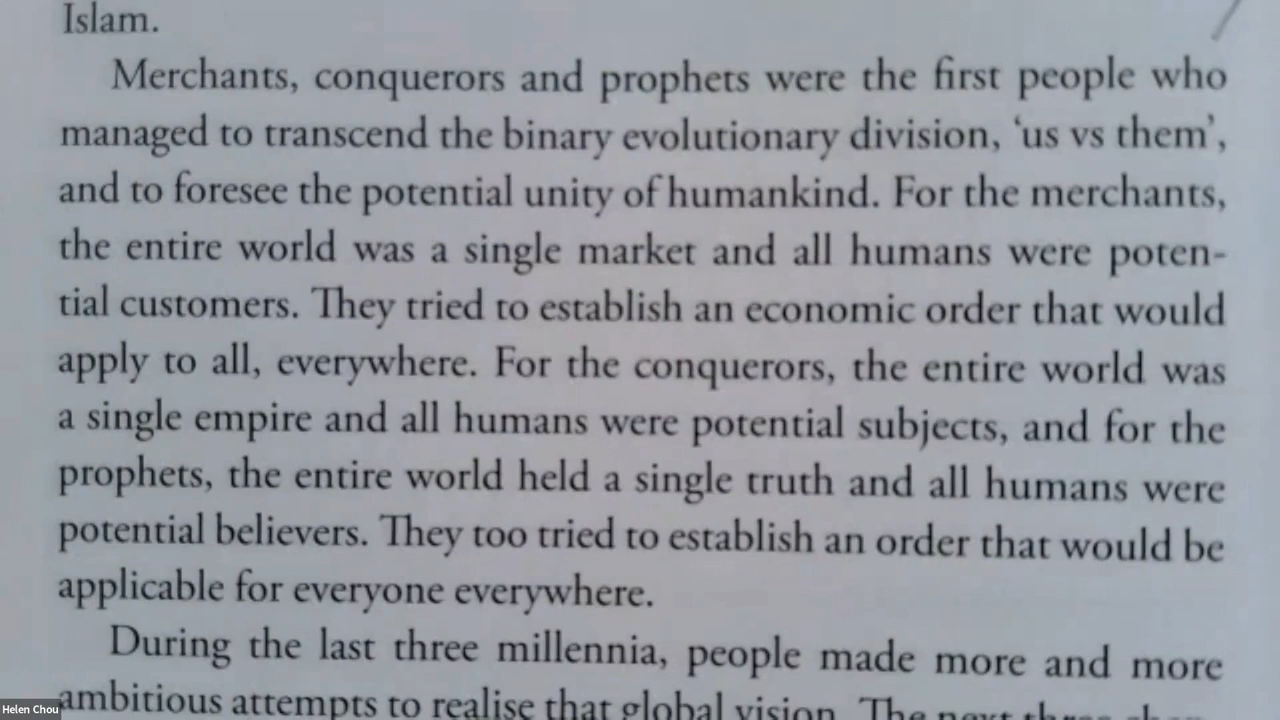 Islam.
Merchants, conquerors and prophets were the first people who
managed to transcend the binary evolutionary division, ‘us vs them’,
and to foresee the potential unity of humankind. For the merchants,
the entire world was a single market and all humans were poten-
tial customers. They tried to establish an economic order that would
apply to all, everywhere. For the conquerors, the entire world was
a single empire and all humans were potential subjects, and for the
prophets, the entire world held a single truth and all humans were
potential believers. They too tried to establish an order that would be
applicable for everyone everywhere.
During the last three millennia, people made more and more
ambitious attempts to realise that global vision. The next three
Helen Chou